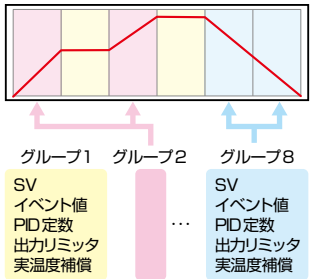 グループ1 グループ2 グループ8
SV
イベント値
PID定数
出力リミッタ
実温度補償
…
SV
イベント値
PID定数
出力リミッタ
実温度補償